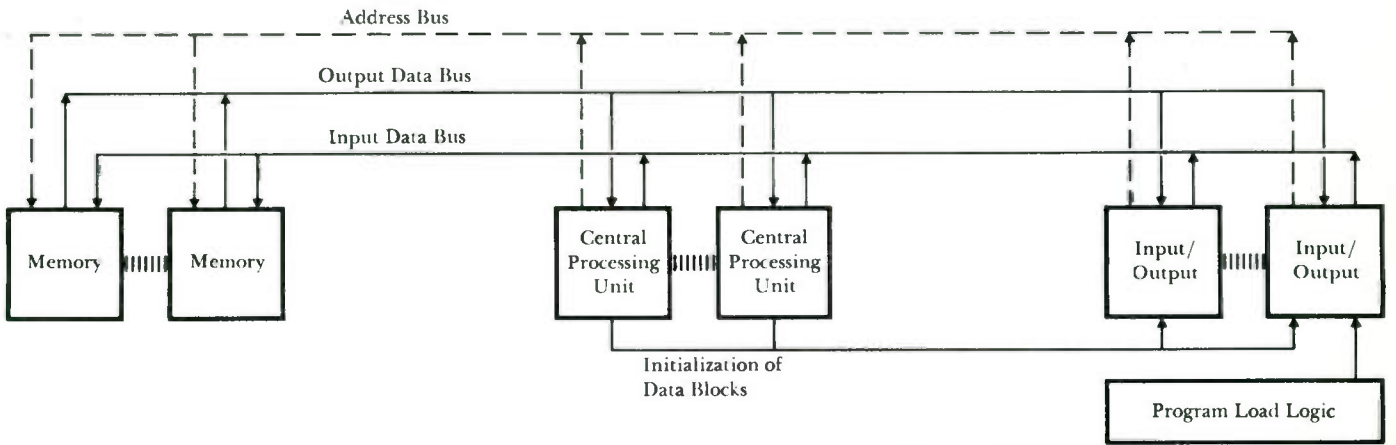 Address Bus
Output Data Bus
Input Data Bus
Memory
Memory
Central
Processing
Unit
Central
Processing
Unit
Input/
Output
Input/
Output
Initialization of
Data Blocks
Program Load Logic